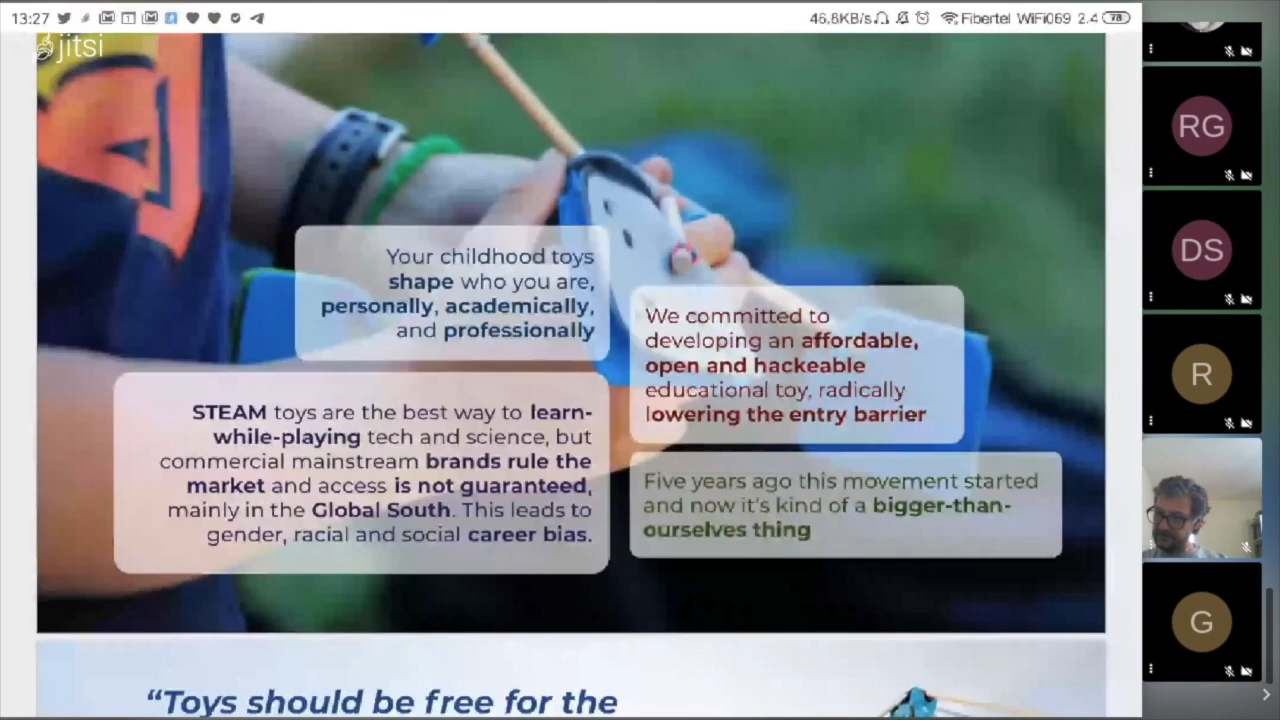 13:27
46.8KB/s
Fibertel WiFi069 2.4
78
jitsi
Your childhood toys
shape who you are,
personally, academically,
and professionally
STEAM toys are the best way to learn-
while-playing tech and science, but
commercial mainstream brands rule the
market and access is not guaranteed,
mainly in the Global South. This leads to
gender, racial and social career bias.
We committed to
developing an affordable,
open and hackeable
educational toy, radically
lowering the entry barrier
Five years ago this movement started
and now it's kind of a bigger-than-
ourselves thing
“Toys should be free for the
RG
DS
R
G